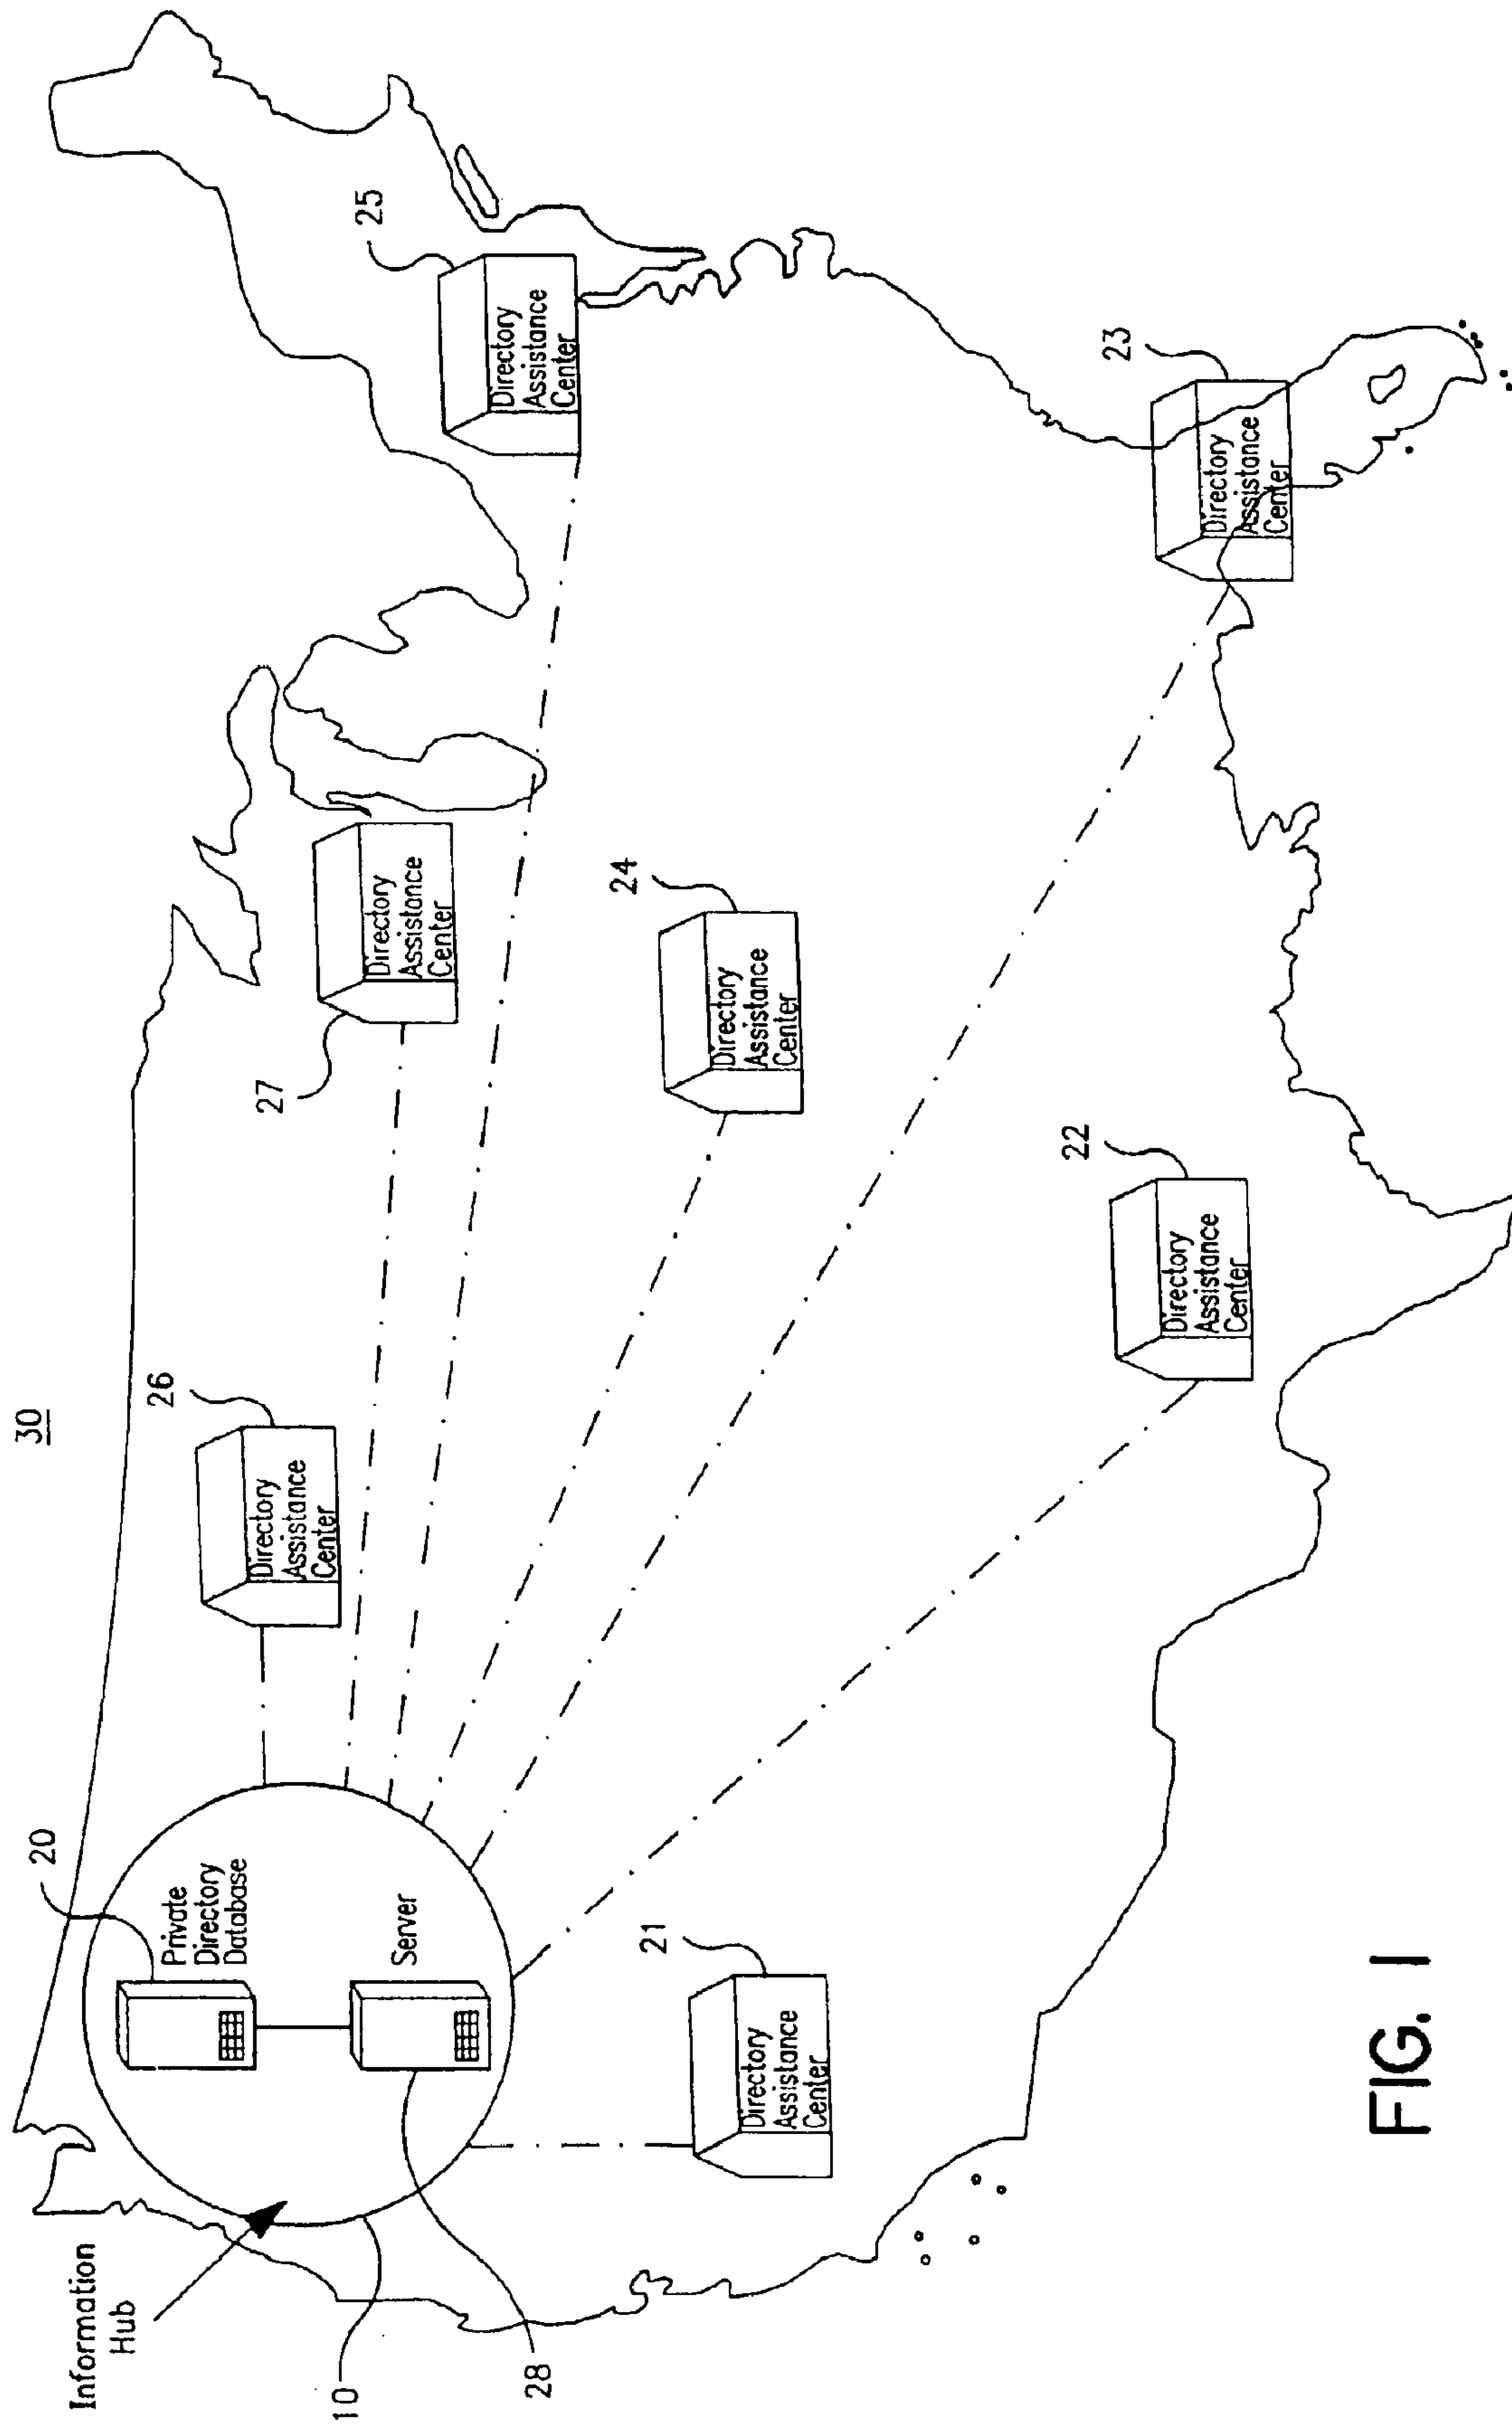 30
Information
Hub
10
28
20
Private
Directory
Database
Server
21
Directory
Assistance
Center
26
Directory
Assistance
Center
27
Directory
Assistance
Center
25
Directory
Assistance
Center
24
Directory
Assistance
Center
22
Directory
Assistance
Center
23
Directory
Assistance
Center
FIG. 1